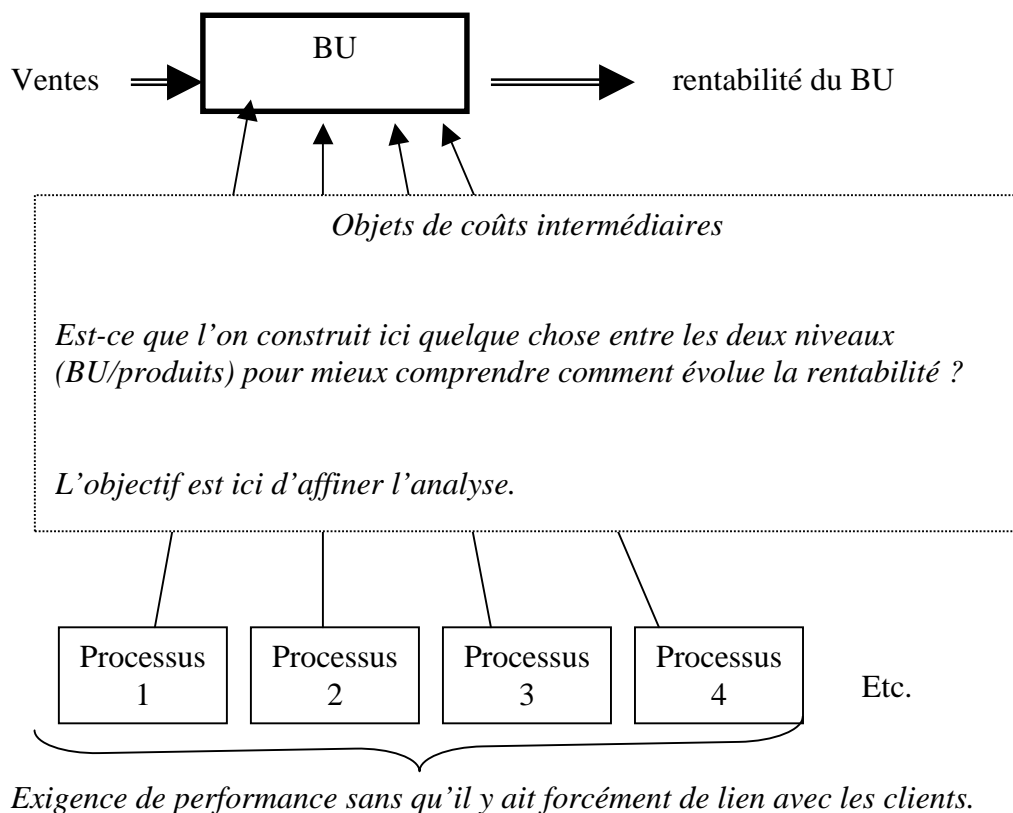 BU
Ventes
rentabilité du BU
Objets de coûts intermédiaires
Est-ce que l’on construit ici quelque chose entre les deux niveaux
(BU/produits) pour mieux comprendre comment évolue la rentabilité ?
L’objectif est ici d’affiner l’analyse.
Processus
1
Processus
2
Processus
3
Processus
4
Etc.
Exigence de performance sans qu’il y ait forcément de lien avec les clients.